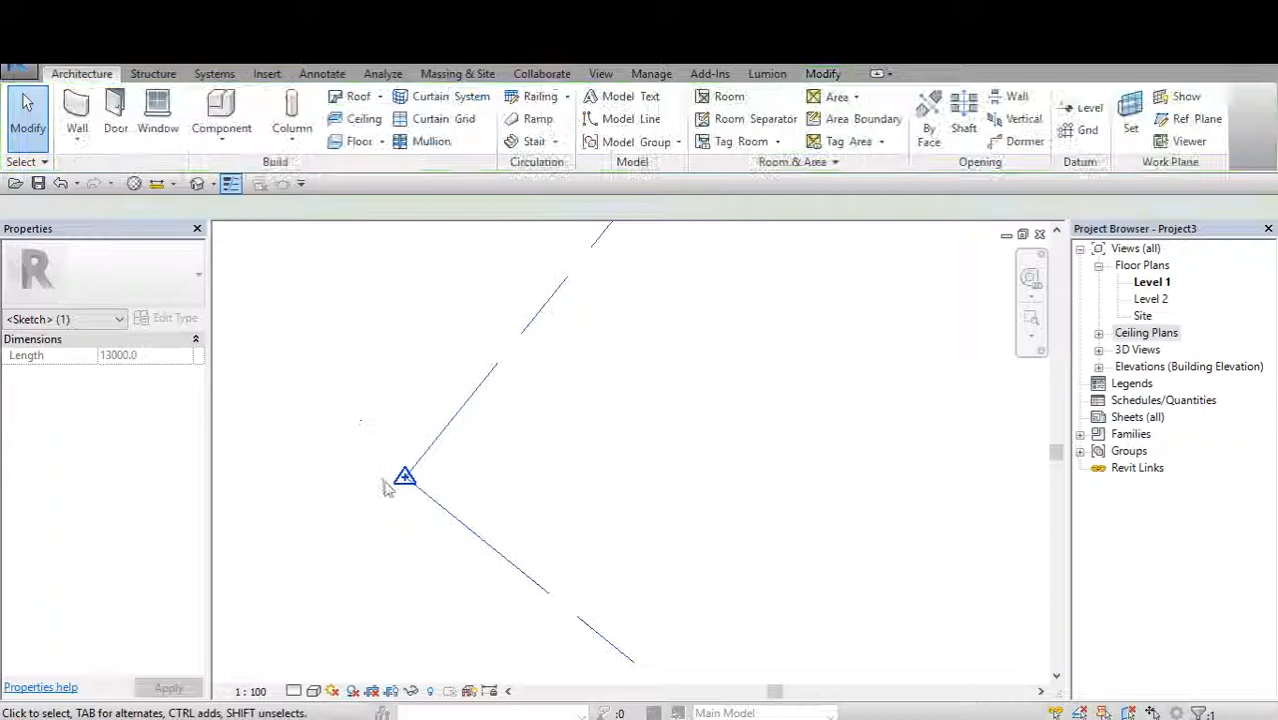 Architecture Structure Systems Insert Annotate Analyze Massing & Site Collaborate View Manage Add-Ins Lumion Modify
Modify
Wall
Door
Window
Component
Column
Roof
Ceiling
Floor
Curtain System
Curtain Grid
Mullion
Railing
Ramp
Stair
Model Text
Model Line
Model Group
Room
Room Separator
Tag Room
Area
Area Boundary
Tag Area
By
Face
Shaft
Wall
Vertical
Dormer
Level
Grid
Set
Show
Ref Plane
Viewer
Select Build Circulation Model Room & Area Opening Datum Work Plane
Properties
R
<Sketch> (1)
Edit Type
Dimensions
Length 13000.0
Properties help
Apply
Project Browser - Project3
Views (all)
Floor Plans
Level 1
Level 2
Site
Ceiling Plans
3D Views
Elevations (Building Elevation)
Legends
Schedules/Quantities
Sheets (all)
Families
Groups
Revit Links
1 : 100
Click to select, TAB for alternates, CTRL adds, SHIFT unselects.
:0
Main Model
:1